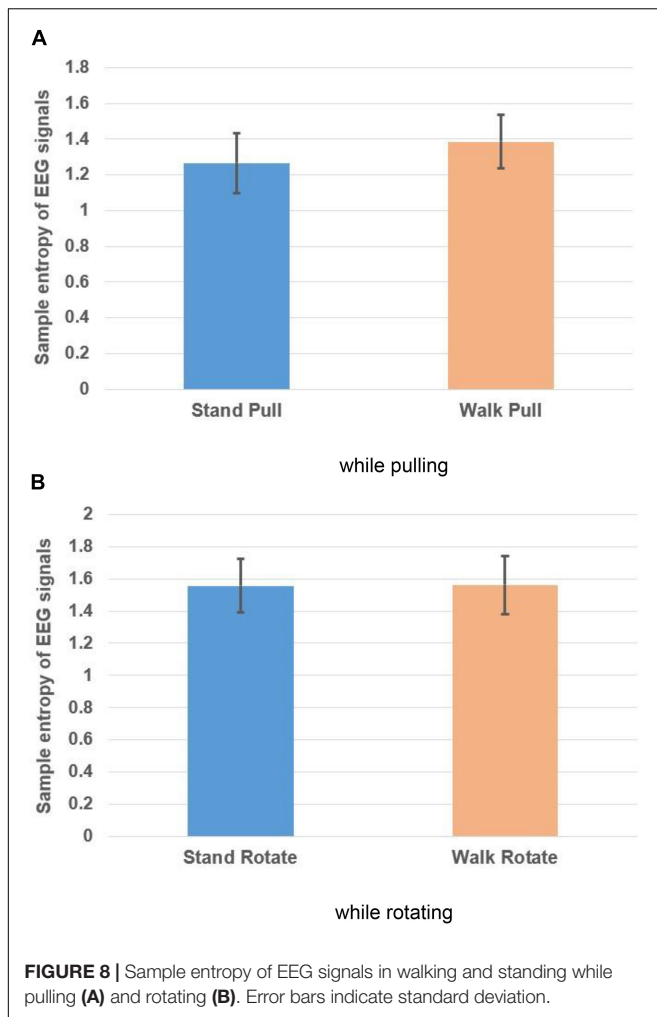 A
Sample entropy of EEG signals
1.8
1.6
1.4
1.2
1
0.8
0.6
0.4
0.2
0
Stand Pull Walk Pull
while pulling
B
Sample entropy of EEG signals
2
1.8
1.6
1.4
1.2
1
0.8
0.6
0.4
0.2
0
Stand Rotate Walk Rotate
while rotating
FIGURE 8 | Sample entropy of EEG signals in walking and standing while
pulling (A) and rotating (B). Error bars indicate standard deviation.